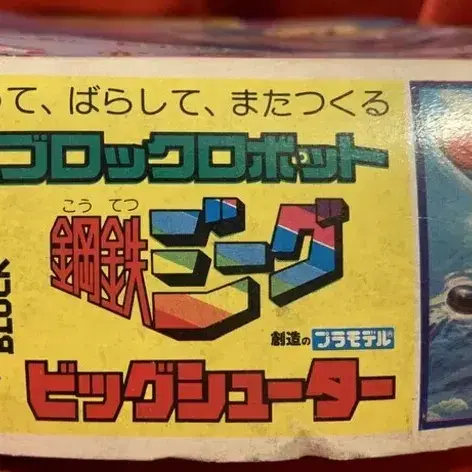 って、ばらして、またつくる
ブロックロボット
こうてつ
鋼鉄ジーグ
創造のプラモデル
ビッグシューター
BLOCK